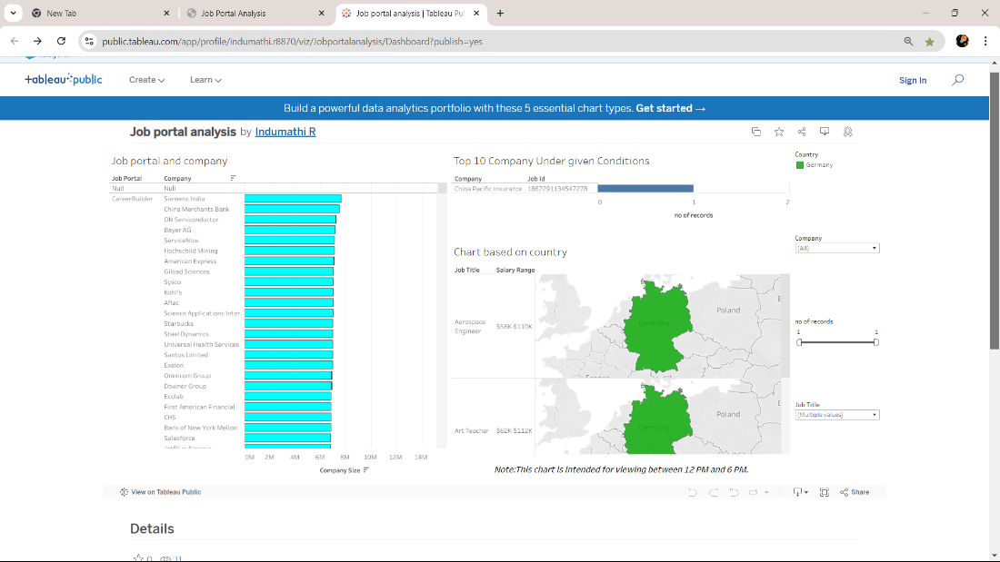 New Tab
Job Portal Analysis
Job portal analysis | Tableau Pu
public.tableau.com/app/profile/indumathi.r8870/viz/Jobportalanalysis/Dashboard?publish=yes
+ableau public
Create
Learn
Sign In
Build a powerful data analytics portfolio with these 5 essential chart types. Get started →
Job portal analysis by Indumathi R
Job portal and company
Job Portal Company
Null Null
CareerBuilder Siemens India
China Merchants Bank
ON Semiconductor
Bayer AG
ServiceNow
Hochschild Mining
American Express
Gilead Sciences
Sysco
Kohl's
Aflac
Science Applications Inter
Starbucks
Steel Dynamics
Universal Health Services
Santos Limited
Exelon
Omnicom Group
Downer Group
Ecolab
First American Financial
CHS
Bank of New York Mellon
Salesforce
JetBlue Airways
0M 2M 4M 6M 8M 10M 12M 14M
Company Size
Top 10 Company Under given Conditions
Company Job Id
China Pacific Insurance 1867291134547278
0 1 2
no of records
Chart based on country
Job Title Salary Range
Aerospace
Engineer
$58K-$110K
Germany
Poland
France
Art Teacher $62K-$112K
Germany
Poland
Note:This chart is intended for viewing between 12 PM and 6 PM.
Country
Germany
Company
(All)
no of records
1 1
Job Title
(Multiple values)
View on Tableau Public
Share
Details
0 11